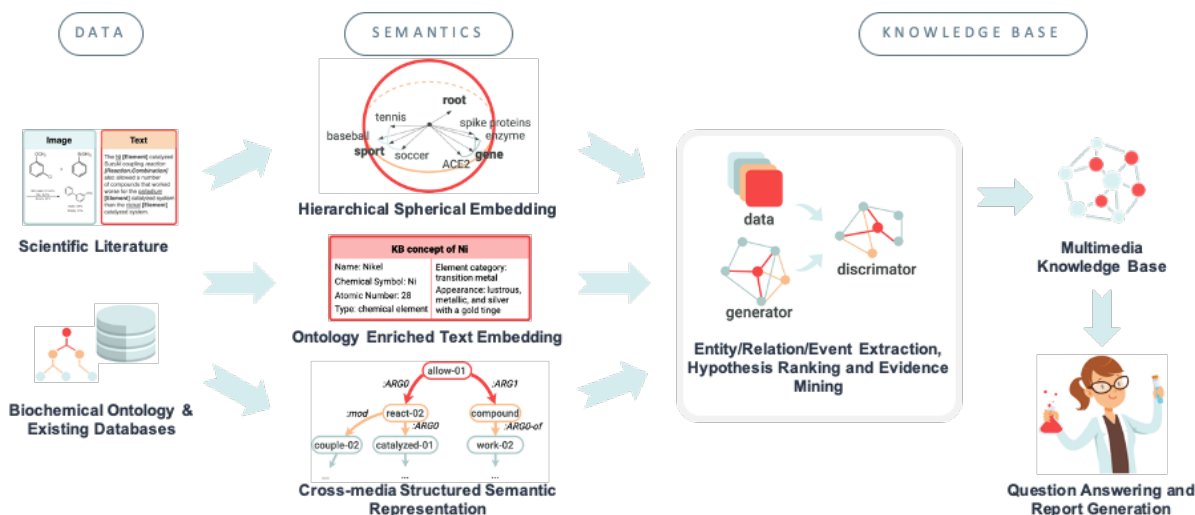 DATA
SEMANTICS
KNOWLEDGE BASE
Image
Text
The Ni [Element] catalyzed
Suzuki coupling reaction
[Reaction.Combination]
also allowed a number
of compounds that worked
worse for the palladium
[Element] catalysed system
than the nickel [Element]
catalyzed system.
Scientific Literature
Biochemical Ontology &
Existing Databases
root
tennis
spike proteins
baseball
enzyme
sport
soccer
gene
ACE2
Hierarchical Spherical Embedding
KB concept of Ni
Name: Nikel
Chemical Symbol: Ni
Atomic Number: 28
Type: chemical element
Element category:
transition metal
Appearance: lustrous,
metallic, and silver
with a gold tinge
Ontology Enriched Text Embedding
allow-01
:ARG0
:ARG1
:mod
react-02
compound
:ARG0
:ARG0-of
couple-02
catalyzed-01
work-02
...
...
...
Cross-media Structured Semantic
Representation
data
discrimator
generator
Entity/Relation/Event Extraction,
Hypothesis Ranking and Evidence
Mining
Multimedia
Knowledge Base
Question Answering and
Report Generation